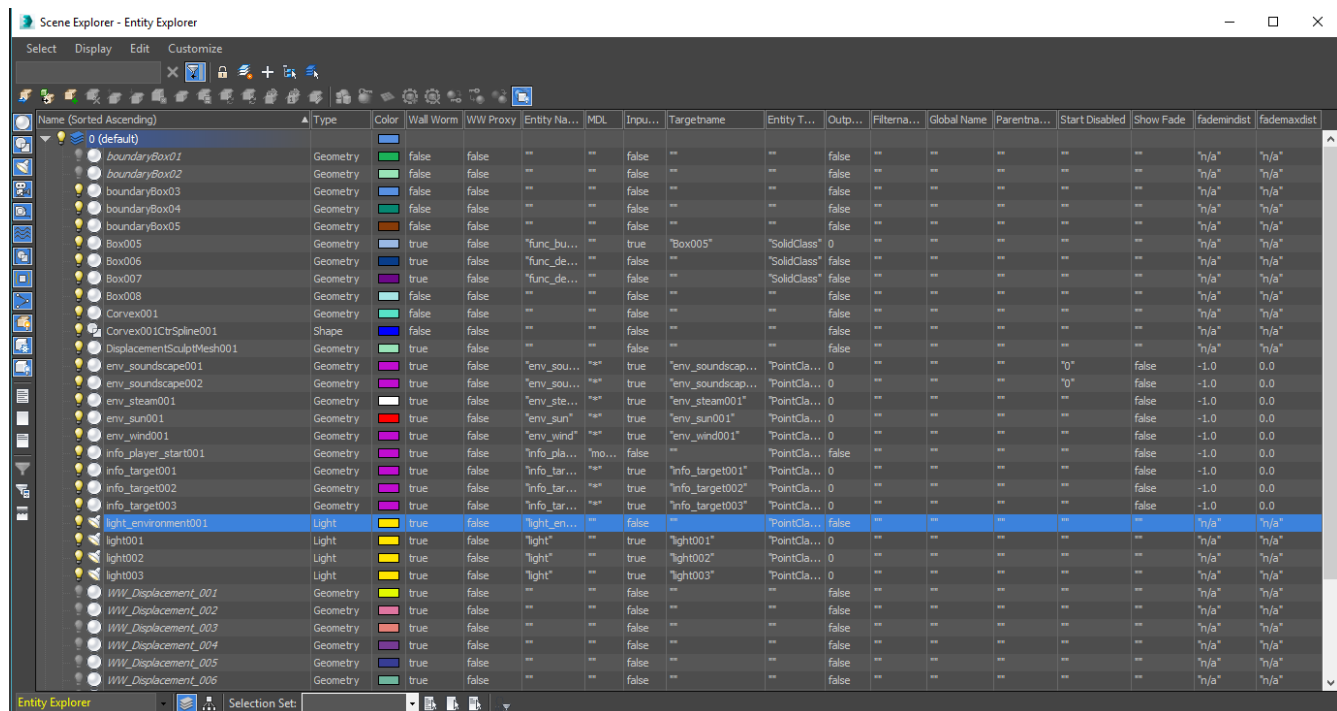 Scene Explorer - Entity Explorer
Select Display Edit Customize
Name (Sorted Ascending) Type Color Wall Worm WW Proxy Entity Na... MDL Inpu... Targetname Entity T... Outp... Filterna... Global Name Parentna... Start Disabled Show Fade fademindist fademaxdist
0 (default)
boundaryBox01 Geometry false false "" "" false "" "" false "" "" "" "" "" "n/a" "n/a"
boundaryBox02 Geometry false false "" "" false "" "" false "" "" "" "" "" "n/a" "n/a"
boundaryBox03 Geometry false false "" "" false "" "" false "" "" "" "" "" "n/a" "n/a"
boundaryBox04 Geometry false false "" "" false "" "" false "" "" "" "" "" "n/a" "n/a"
boundaryBox05 Geometry false false "" "" false "" "" false "" "" "" "" "" "n/a" "n/a"
Box005 Geometry true false "func_bu... "" true "Box005" "SolidClass" 0 "" "" "" "" "" "n/a" "n/a"
Box006 Geometry true false "func_de... "" false "" "SolidClass" false "" "" "" "" "" "n/a" "n/a"
Box007 Geometry true false "func_de... "" false "" "SolidClass" false "" "" "" "" "" "n/a" "n/a"
Box008 Geometry false false "" "" false "" "" false "" "" "" "" "" "n/a" "n/a"
Corvex001 Geometry false false "" "" false "" "" false "" "" "" "" "" "n/a" "n/a"
Corvex001CtrSpline001 Shape false false "" "" false "" "" false "" "" "" "" "" "n/a" "n/a"
DisplacementSculptMesh001 Geometry true false "" "" false "" "" false "" "" "" "" "" "n/a" "n/a"
env_soundscape001 Geometry true false "env_sou... "*" true "env_soundscap... "PointCla... 0 "" "" "" "0" false -1.0 0.0
env_soundscape002 Geometry true false "env_sou... "*" true "env_soundscap... "PointCla... 0 "" "" "" "0" false -1.0 0.0
env_steam001 Geometry true false "env_ste... "*" true "env_steam001" "PointCla... 0 "" "" "" "" false -1.0 0.0
env_sun001 Geometry true false "env_sun" "*" true "env_sun001" "PointCla... 0 "" "" "" "" false -1.0 0.0
env_wind001 Geometry true false "env_wind" "*" true "env_wind001" "PointCla... 0 "" "" "" "" false -1.0 0.0
info_player_start001 Geometry true false "info_pla... "mo... false "" "PointCla... false "" "" "" "" false -1.0 0.0
info_target001 Geometry true false "info_tar... "*" true "info_target001" "PointCla... 0 "" "" "" "" false -1.0 0.0
info_target002 Geometry true false "info_tar... "*" true "info_target002" "PointCla... 0 "" "" "" "" false -1.0 0.0
info_target003 Geometry true false "info_tar... "*" true "info_target003" "PointCla... 0 "" "" "" "" false -1.0 0.0
light_environment001 Light true false "light_en... "" false "" "PointCla... false "" "" "" "" "" "n/a" "n/a"
light001 Light true false "light" "" true "light001" "PointCla... 0 "" "" "" "" "" "n/a" "n/a"
light002 Light true false "light" "" true "light002" "PointCla... 0 "" "" "" "" "" "n/a" "n/a"
light003 Light true false "light" "" true "light003" "PointCla... 0 "" "" "" "" "" "n/a" "n/a"
WW_Displacement_001 Geometry true false "" "" false "" "" false "" "" "" "" "" "n/a" "n/a"
WW_Displacement_002 Geometry true false "" "" false "" "" false "" "" "" "" "" "n/a" "n/a"
WW_Displacement_003 Geometry true false "" "" false "" "" false "" "" "" "" "" "n/a" "n/a"
WW_Displacement_004 Geometry true false "" "" false "" "" false "" "" "" "" "" "n/a" "n/a"
WW_Displacement_005 Geometry true false "" "" false "" "" false "" "" "" "" "" "n/a" "n/a"
WW_Displacement_006 Geometry true false "" "" false "" "" false "" "" "" "" "" "n/a" "n/a"
Entity Explorer Selection Set: